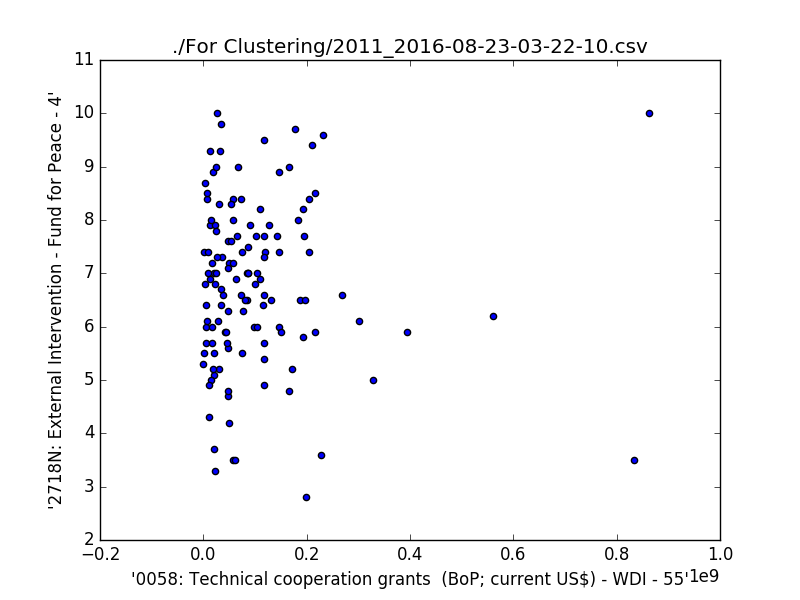 ./For Clustering/2011_2016-08-23-03-22-10.csv
11
10
9
8
7
6
5
4
3
2
'2718N: External Intervention - Fund for Peace - 4'
−0.2 0.0 0.2 0.4 0.6 0.8 1.0
'0058: Technical cooperation grants  (BoP; current US$) - WDI - 55' 1e9